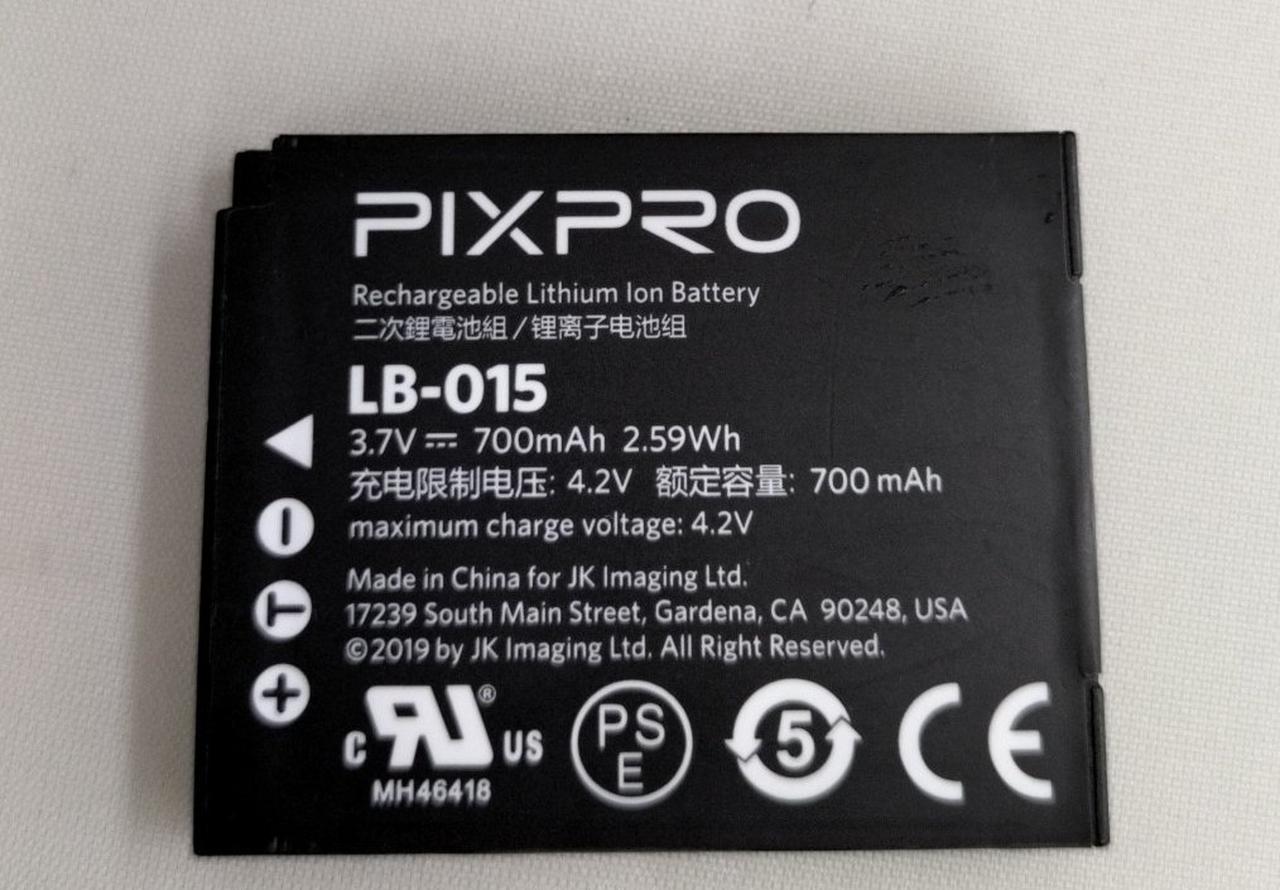 PIXPRO
Rechargeable Lithium Ion Battery
二次鋰電池組/锂离子电池组
LB-015
3.7V⎓ 700mAh 2.59Wh
充电限制电压: 4.2V 额定容量: 700 mAh
maximum charge voltage: 4.2V
Made in China for JK Imaging Ltd.
17239 South Main Street, Gardena, CA 90248, USA
©2019 by JK Imaging Ltd. All Right Reserved.
T
C RU® US
MH46418
PS
E
5
CE